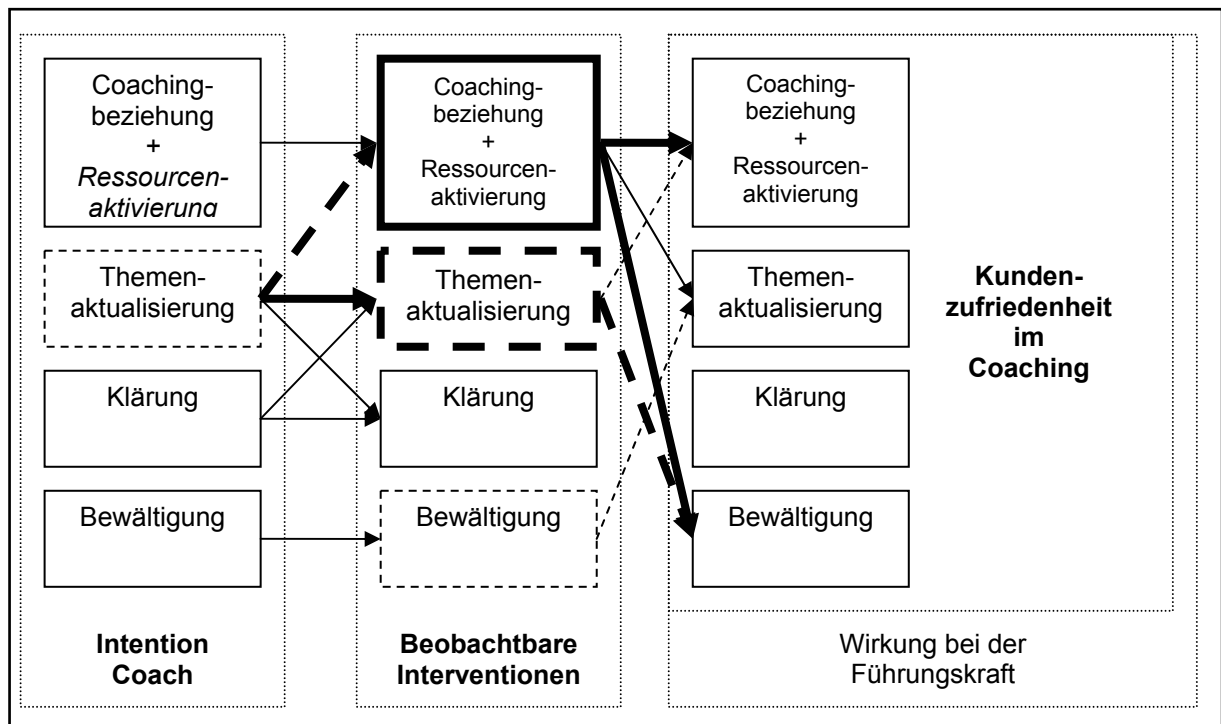 Coaching-
beziehung
+
Ressourcen-
aktivierung
Themen-
aktualisierung
Klärung
Bewältigung
Intention
Coach
Coaching-
beziehung
+
Ressourcen-
aktivierung
Themen-
aktualisierung
Klärung
Bewältigung
Beobachtbare
Interventionen
Coaching-
beziehung
+
Ressourcen-
aktivierung
Themen-
aktualisierung
Klärung
Bewältigung
Kunden-
zufriedenheit
im
Coaching
Wirkung bei der
Führungskraft